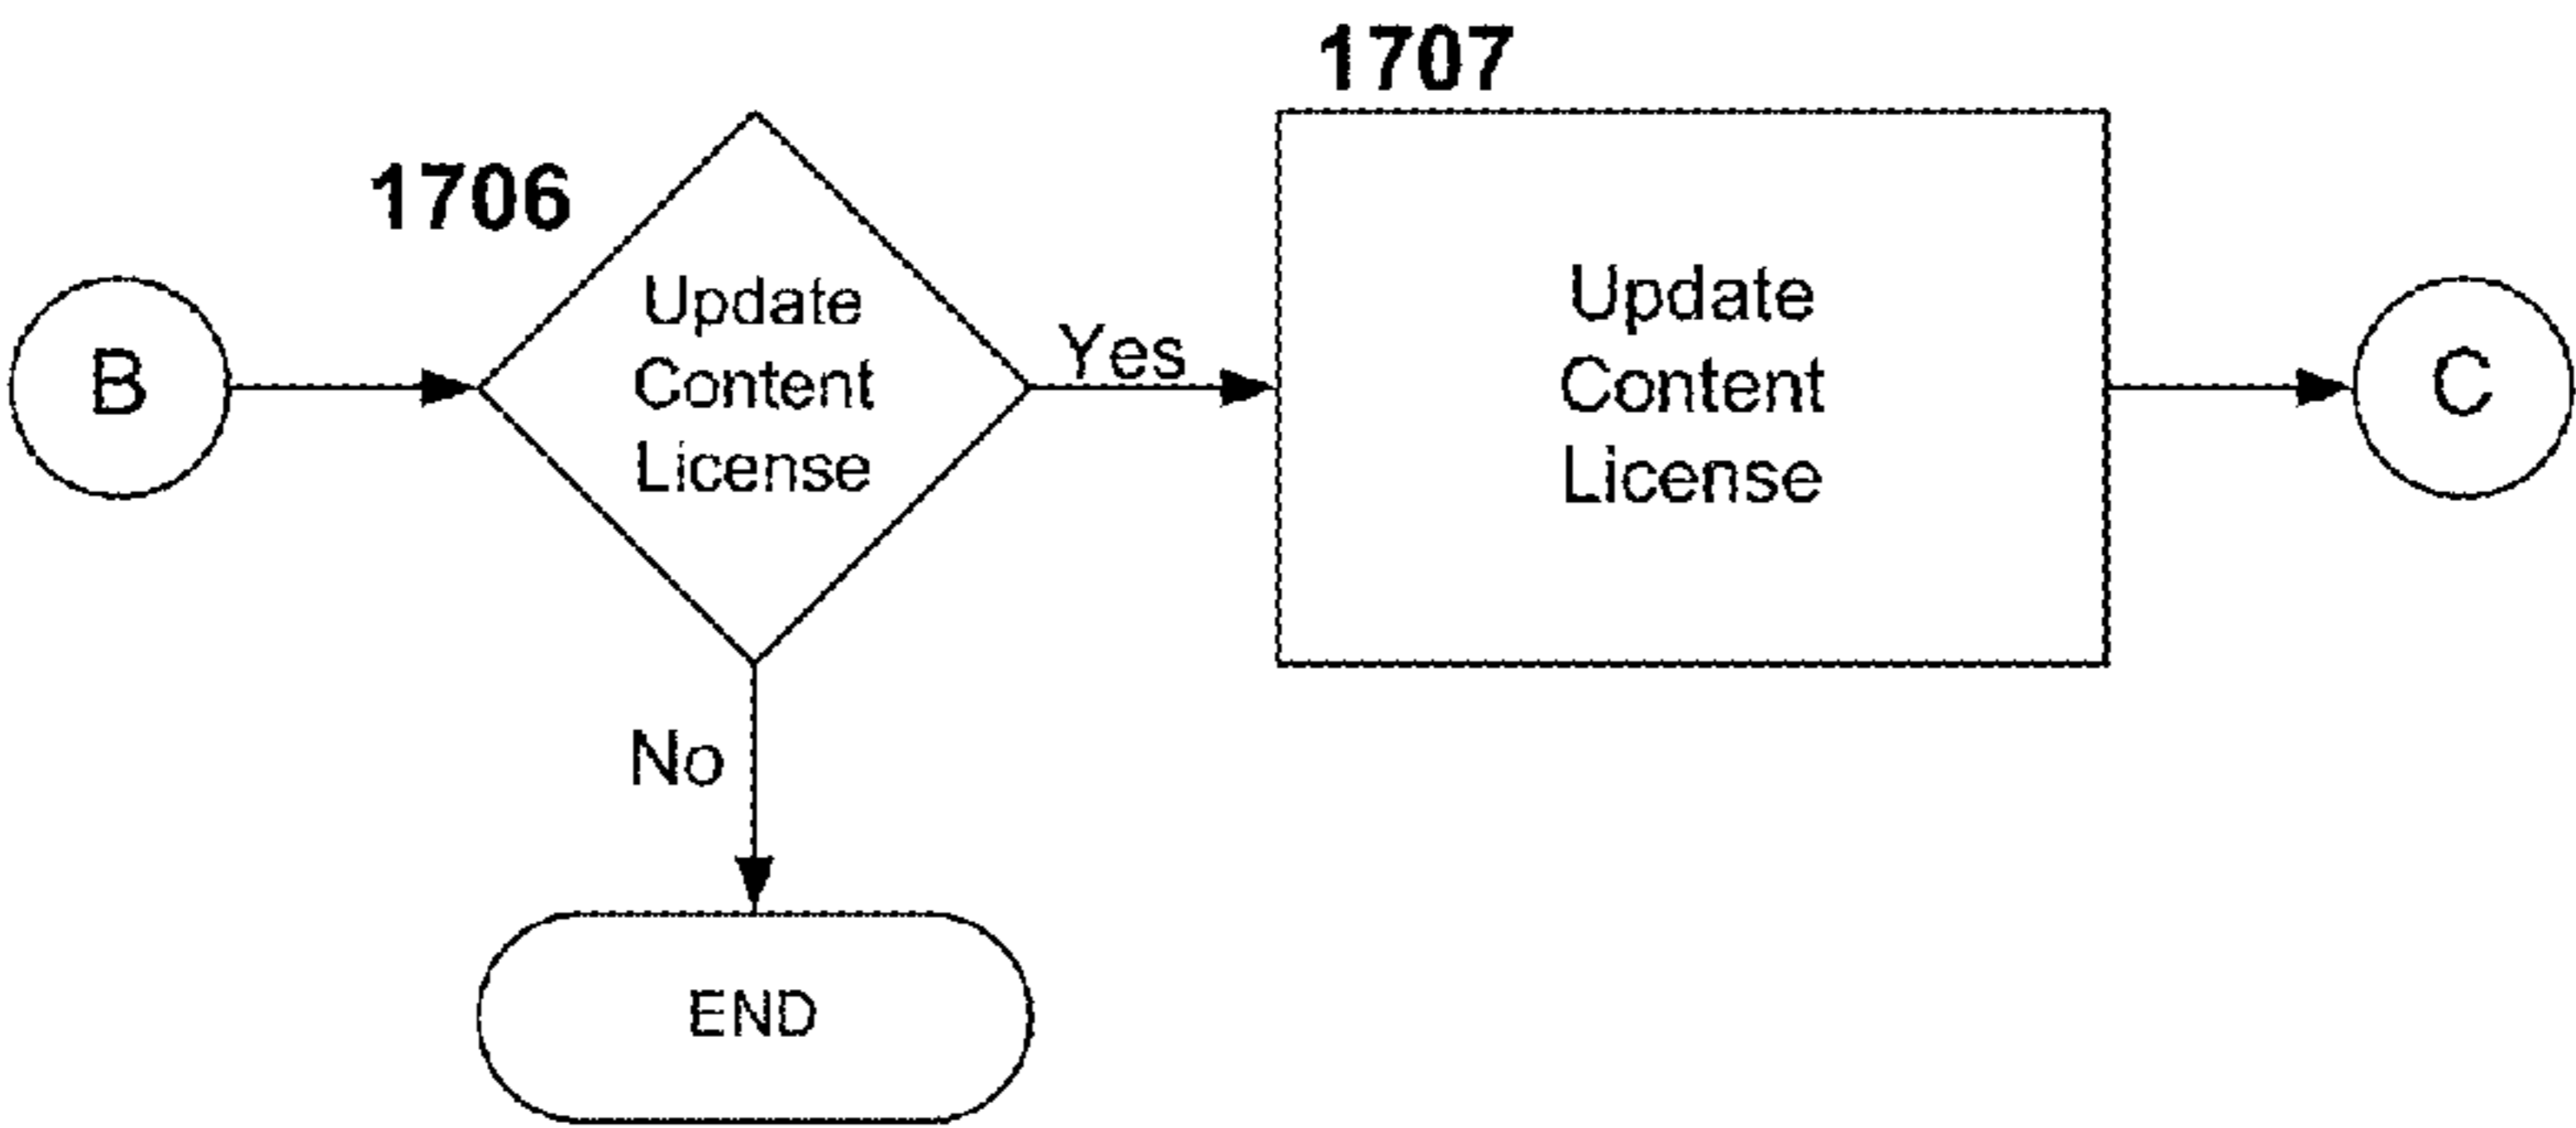 1707
1706
B
Update
Content
License
Yes
Update
Content
License
C
No
END